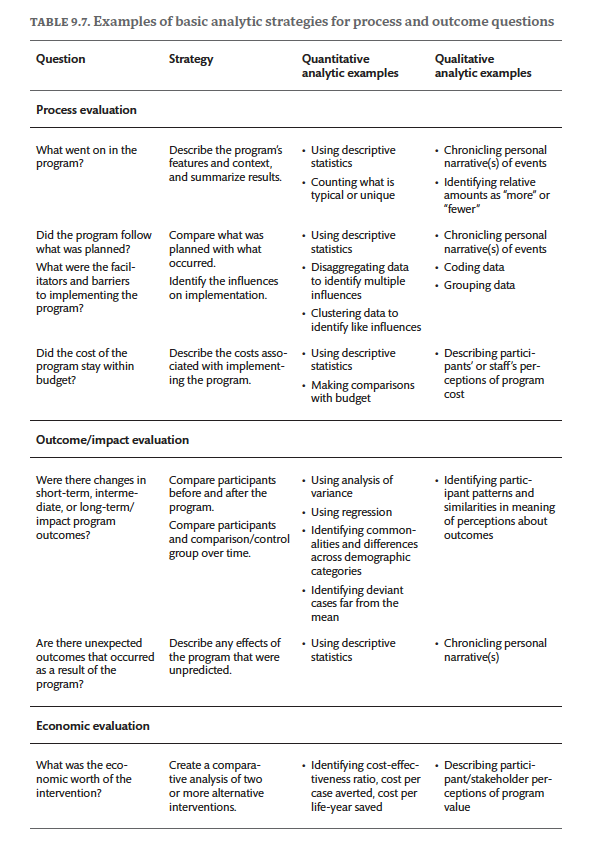 TABLE 9.7. Examples of basic analytic strategies for process and outcome questions
Question
Strategy
Quantitative
analytic examples
Qualitative
analytic examples
Process evaluation
What went on in the
program?
Describe the program's
features and context,
and summarize results.
• Using descriptive
statistics
• Counting what is
typical or unique
• Chronicling personal
narrative(s) of events
• Identifying relative
amounts as "more" or
"fewer"
Did the program follow
what was planned?
What were the facil-
itators and barriers
to implementing the
program?
Compare what was
planned with what
occurred.
Identify the influences
on implementation.
• Using descriptive
statistics
• Disaggregating data
to identify multiple
influences
• Clustering data to
identify like influences
• Chronicling personal
narrative(s) of events
• Coding data
• Grouping data
Did the cost of the
program stay within
budget?
Describe the costs asso-
ciated with implement-
ing the program.
• Using descriptive
statistics
• Making comparisons
with budget
• Describing partici-
pants' or staff's per-
ceptions of program
cost
Outcome/impact evaluation
Were there changes in
short-term, interme-
diate, or long-term/
impact program
outcomes?
Compare participants
before and after the
program.
Compare participants
and comparison/control
group over time.
• Using analysis of
variance
• Using regression
• Identifying common-
alities and differences
across demographic
categories
• Identifying deviant
cases far from the
mean
• Identifying partic-
ipant patterns and
similarities in meaning
of perceptions about
outcomes
Are there unexpected
outcomes that occurred
as a result of the
program?
Describe any effects of
the program that were
unpredicted.
• Using descriptive
statistics
• Chronicling personal
narrative(s)
Economic evaluation
What was the eco-
nomic worth of the
intervention?
Create a compara-
tive analysis of two
or more alternative
interventions.
• Identifying cost-effec-
tiveness ratio, cost per
case averted, cost per
life-year saved
• Describing partici-
pant/stakeholder per-
ceptions of program
value